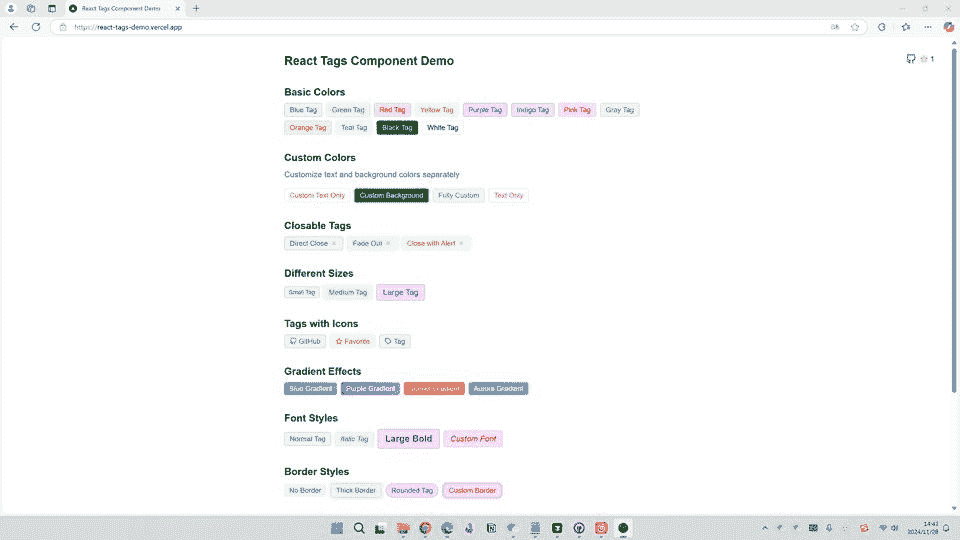 React Tags Component Demo
https://react-tags-demo.vercel.app
React Tags Component Demo
1
Basic Colors
Blue Tag Green Tag Red Tag Yellow Tag Purple Tag Indigo Tag Pink Tag Gray Tag
Orange Tag Teal Tag Black Tag White Tag
Custom Colors
Customize text and background colors separately
Custom Text Only Custom Background Fully Custom Text Only
Closable Tags
Direct Close × Fade Out × Close with Alert ×
Different Sizes
Small Tag Medium Tag Large Tag
Tags with Icons
GitHub Favorite Tag
Gradient Effects
Blue Gradient Purple Gradient Sunset Gradient Aurora Gradient
Font Styles
Normal Tag Italic Tag Large Bold Custom Font
Border Styles
No Border Thick Border Rounded Tag Custom Border
2024/11/28